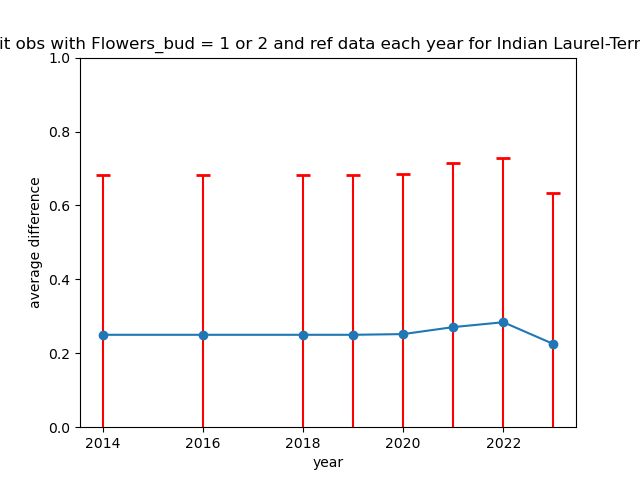 it obs with Flowers_bud = 1 or 2 and ref data each year for Indian Laurel-Terr
1.0
0.8
0.6
0.4
0.2
0.0
average difference
2014 2016 2018 2020 2022
year